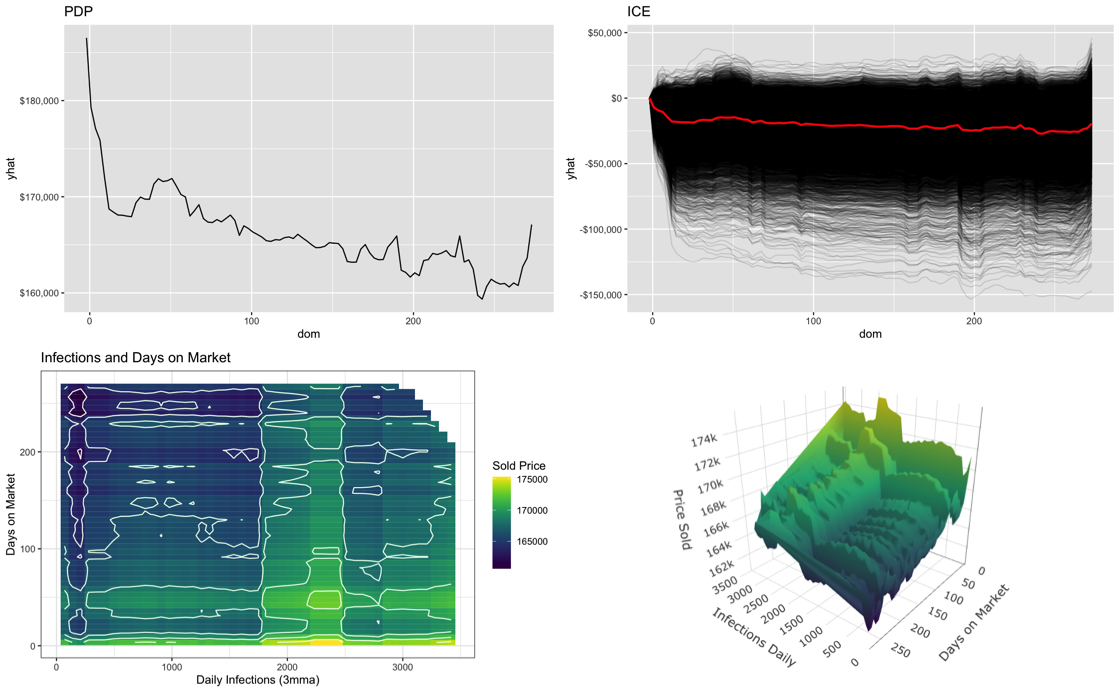 PDP
yhat
$180,000
$170,000
$160,000
0
100
200
dom
ICE
yhat
$50,000
$0
-$50,000
-$100,000
-$150,000
0
100
200
dom
Infections and Days on Market
Days on Market
200
100
0
0
1000
2000
3000
Daily Infections (3mma)
Sold Price
175000
170000
165000
Price Sold
174k
172k
170k
168k
166k
164k
162k
3500
3000
2500
2000
1500
1000
500
0
Infections Daily
0
50
100
150
200
250
Days on Market